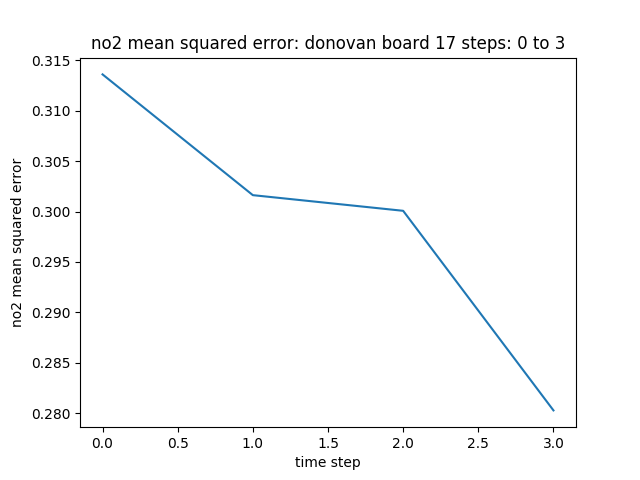 no2 mean squared error: donovan board 17 steps: 0 to 3
0.315
0.310
0.305
0.300
0.295
0.290
0.285
0.280
no2 mean squared error
0.0 0.5 1.0 1.5 2.0 2.5 3.0
time step